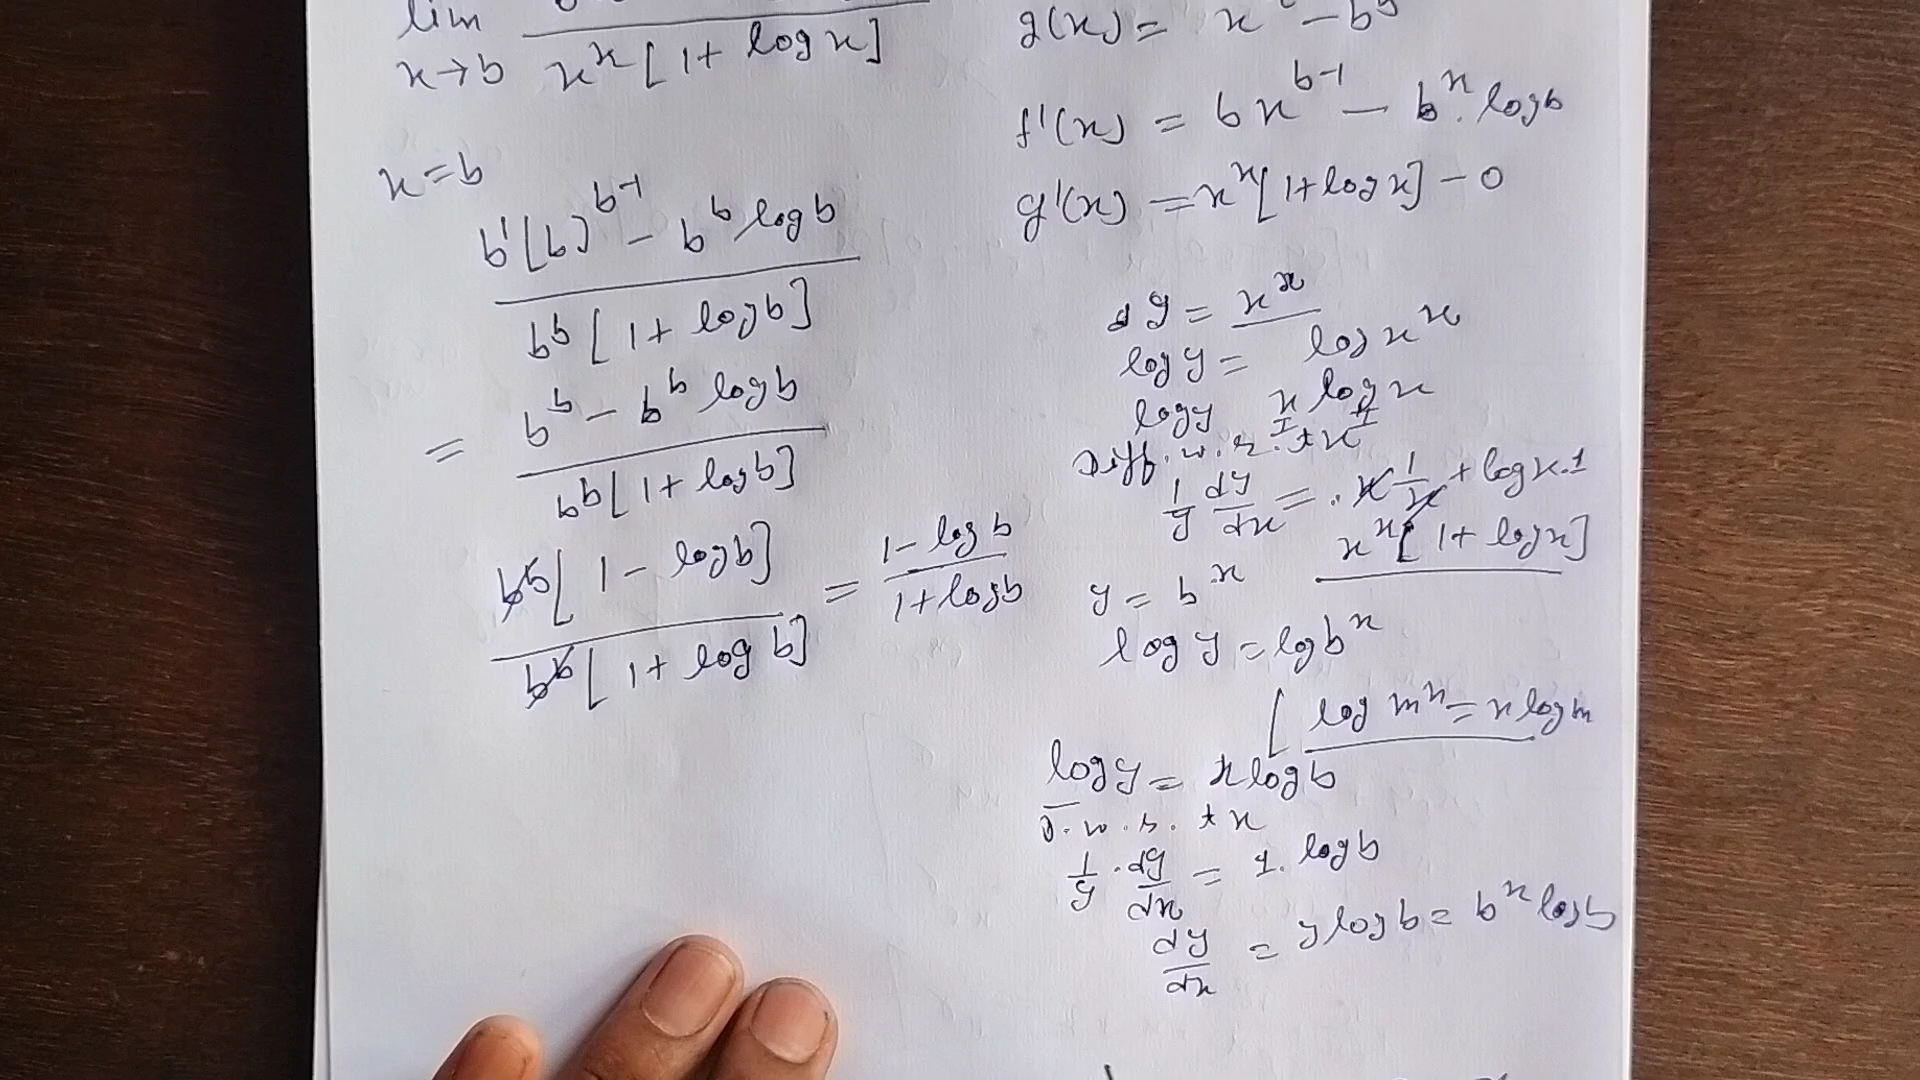 lim x→b / x^x [1 + log x]
x = b
b[b]^{b-1} - b^b log b / b^b [1 + log b]
= b^b - b^b log b / b^b [1 + log b]
b^b [1 - log b] / b^b [1 + log b] = 1 - log b / 1 + log b
g(x) = x^x - b^b
f'(x) = b x^{b-1} - b^x . log b
g'(x) = x^x [1 + log x] - 0
y = x^x
log y = log x^x
log y x log x
I II
Diff. w. r. t x
1/y dy/dx = x 1/x + log x . 1
x^x [1 + log x]
y = b^x
log y = log b^x
[ log m^n = n log m
log y = x log b
D. w. r. t x
1/y . dy/dx = 1 . log b
dy/dx = y log b = b^x log b